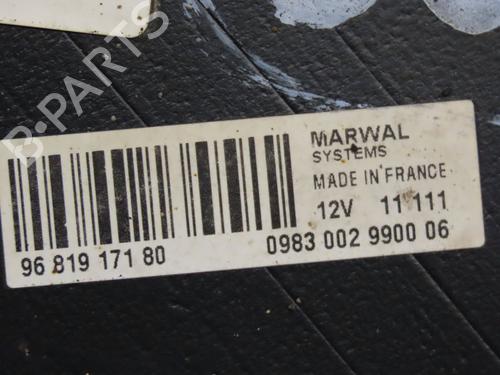 B-PARTS
MARWAL
SYSTEMS
MADE IN FRANCE
12V 11 111
96 819 171 80
0983 002 9900 06